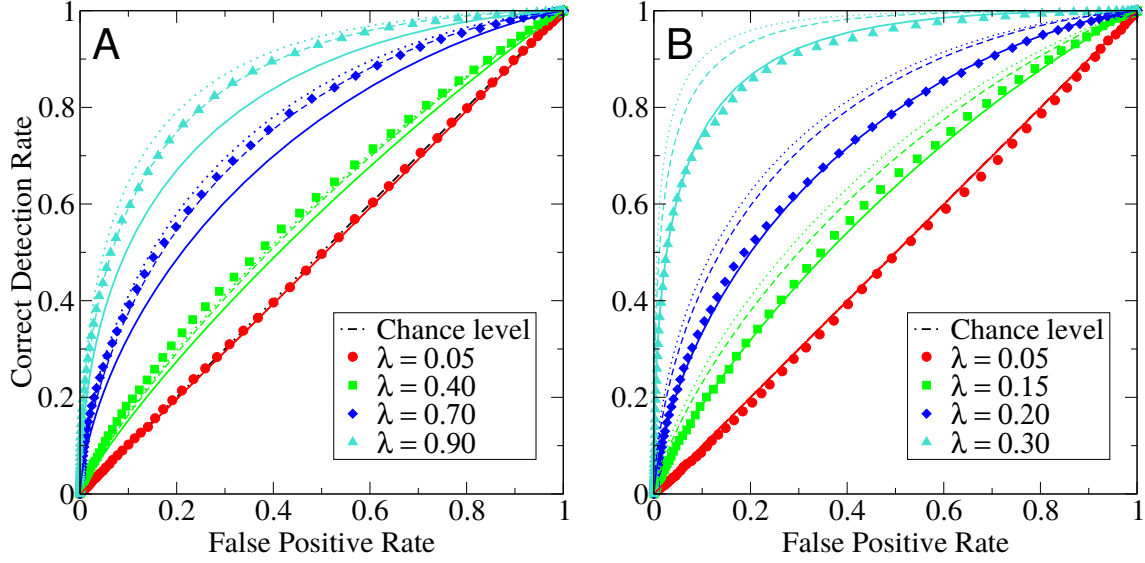 A
B
Correct Detection Rate
1
0.8
0.6
0.4
0.2
0
0 0.2 0.4 0.6 0.8 1
False Positive Rate
Chance level
λ = 0.05
λ = 0.40
λ = 0.70
λ = 0.90
1
0.8
0.6
0.4
0.2
0
0 0.2 0.4 0.6 0.8 1
False Positive Rate
Chance level
λ = 0.05
λ = 0.15
λ = 0.20
λ = 0.30